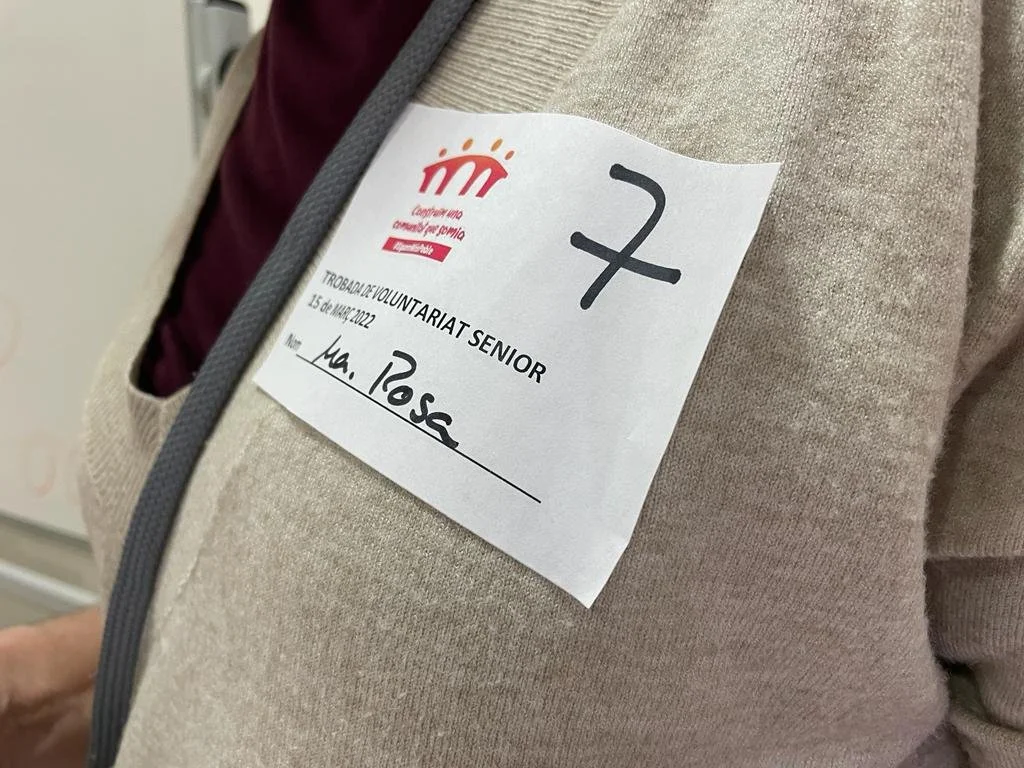 Construïm una
comunitat que somia
7
TROBADA DE VOLUNTARIAT SENIOR
15 de MARÇ 2022
Nom Ma. Rosa